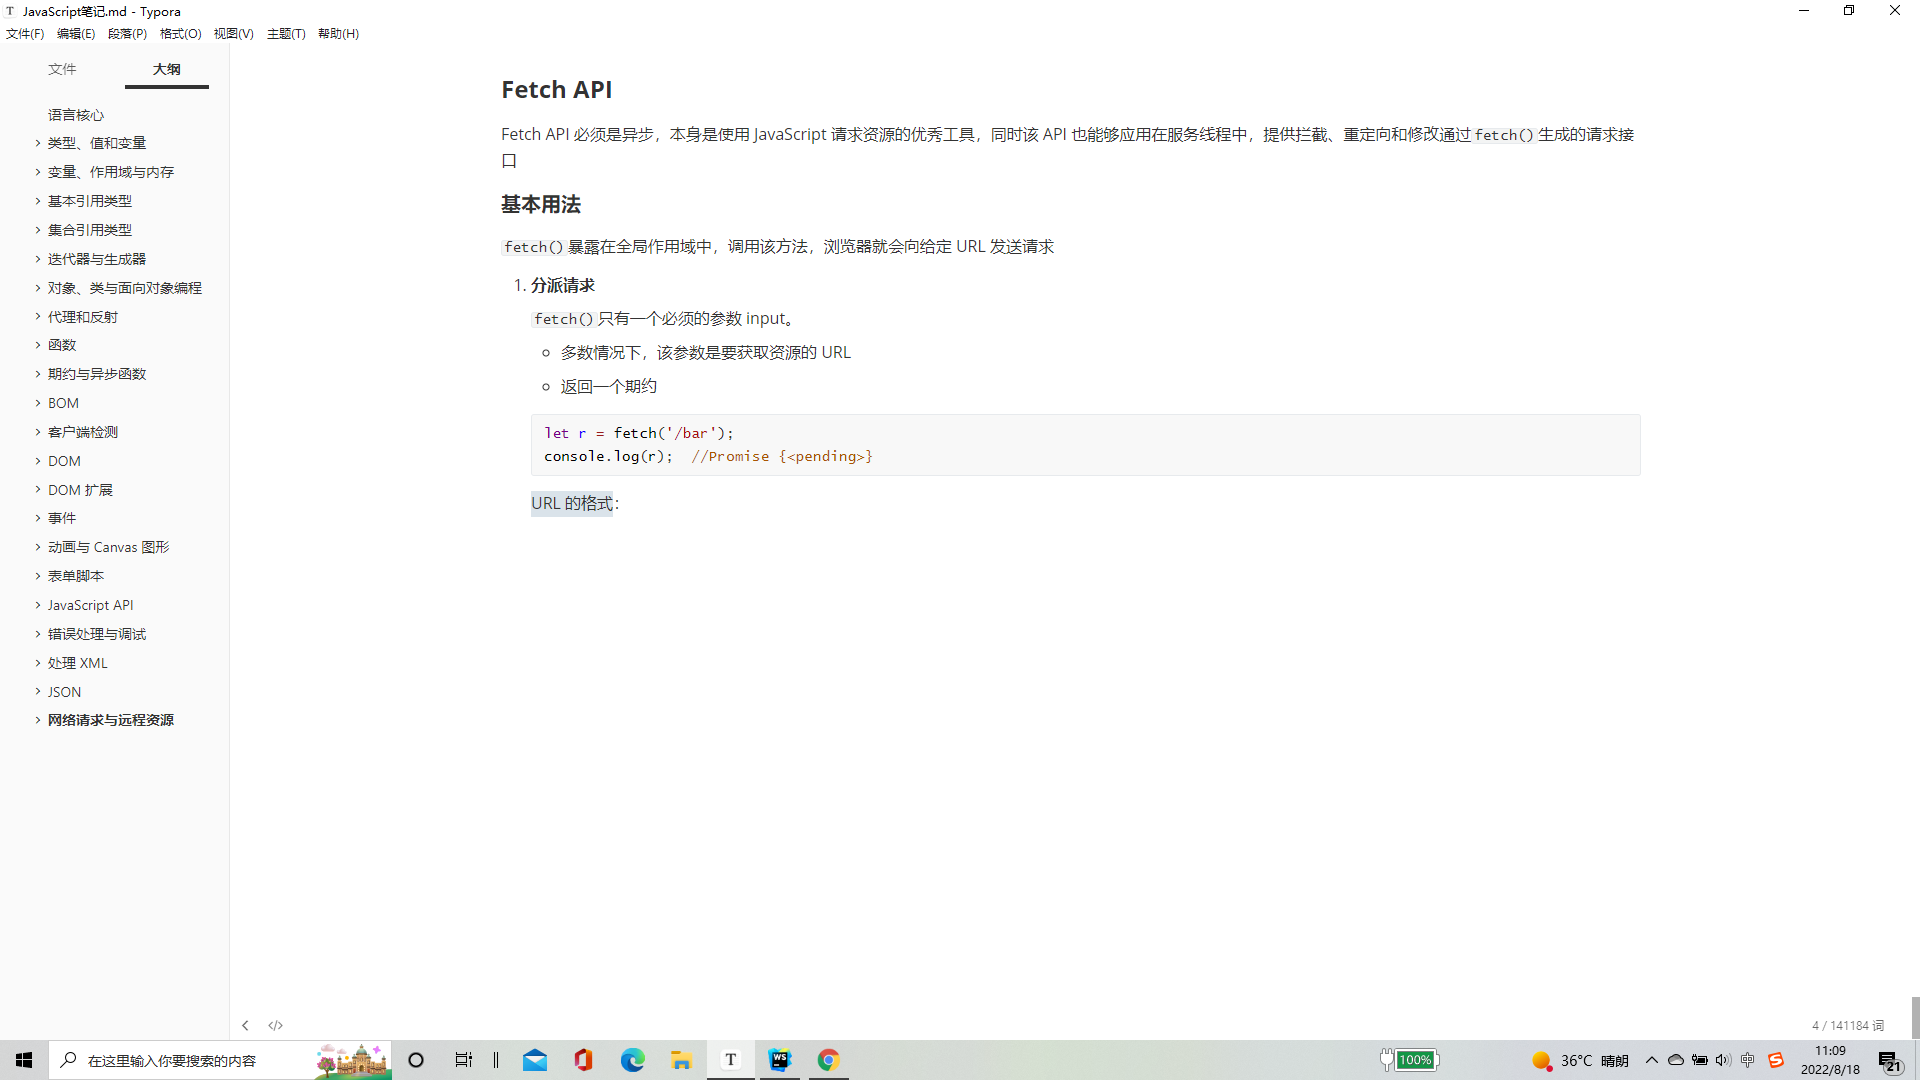 T JavaScript笔记.md - Typora
文件(F) 编辑(E) 段落(P) 格式(O) 视图(V) 主题(T) 帮助(H)
文件 大纲
语言核心
类型、值和变量
变量、作用域与内存
基本引用类型
集合引用类型
迭代器与生成器
对象、类与面向对象编程
代理和反射
函数
期约与异步函数
BOM
客户端检测
DOM
DOM 扩展
事件
动画与 Canvas 图形
表单脚本
JavaScript API
错误处理与调试
处理 XML
JSON
网络请求与远程资源
Fetch API
Fetch API 必须是异步，本身是使用 JavaScript 请求资源的优秀工具，同时该 API 也能够应用在服务线程中，提供拦截、重定向和修改通过 fetch() 生成的请求接
口
基本用法
fetch() 暴露在全局作用域中，调用该方法，浏览器就会向给定 URL 发送请求
1. 分派请求
fetch() 只有一个必须的参数 input。
多数情况下，该参数是要获取资源的 URL
返回一个期约
let r = fetch('/bar');
console.log(r);  //Promise {<pending>}
URL 的格式：
</> 4 / 141184 词
在这里输入你要搜索的内容
T
WS
100%
36°C 晴朗
中
S
11:09
2022/8/18
21